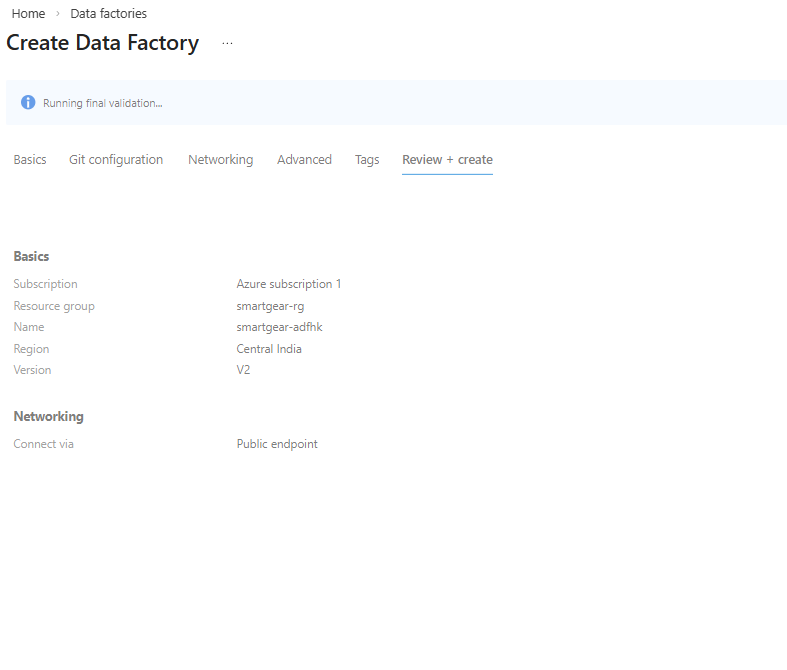 Home > Data factories
Create Data Factory ...
Running final validation...
Basics Git configuration Networking Advanced Tags Review + create
Basics
Subscription Azure subscription 1
Resource group smartgear-rg
Name smartgear-adfhk
Region Central India
Version V2
Networking
Connect via Public endpoint